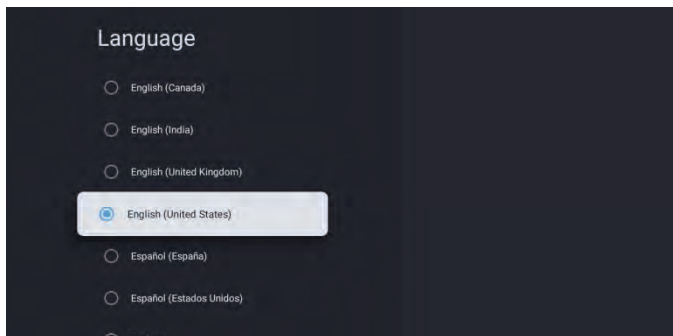 Language
English (Canada)
English (India)
English (United Kingdom)
English (United States)
Español (España)
Español (Estados Unidos)